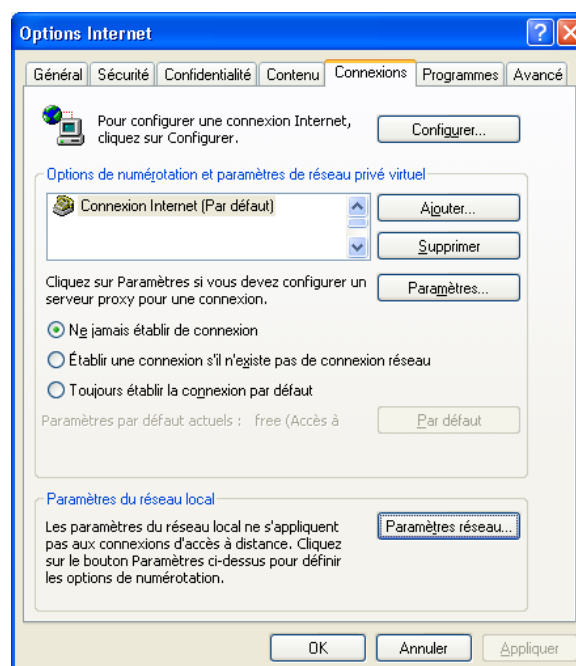 Options Internet
Général Sécurité Confidentialité Contenu Connexions Programmes Avancé
Pour configurer une connexion Internet,
cliquez sur Configurer.
Configurer...
Options de numérotation et paramètres de réseau privé virtuel
Connexion Internet (Par défaut)
Ajouter...
Supprimer
Cliquez sur Paramètres si vous devez configurer un
serveur proxy pour une connexion.
Paramètres...
Ne jamais établir de connexion
Établir une connexion s'il n'existe pas de connexion réseau
Toujours établir la connexion par défaut
Paramètres par défaut actuels : free (Accès à
Par défaut
Paramètres du réseau local
Les paramètres du réseau local ne s'appliquent
pas aux connexions d'accès à distance. Cliquez
sur le bouton Paramètres ci-dessus pour définir
les options de numérotation.
Paramètres réseau...
OK Annuler Appliquer